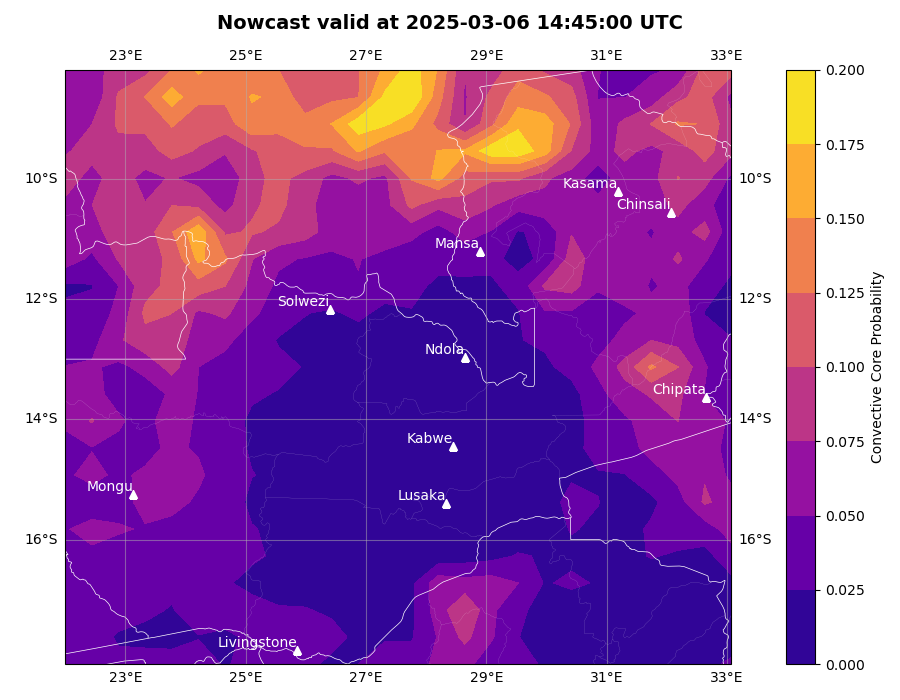 Nowcast valid at 2025-03-06 14:45:00 UTC
23°E 25°E 27°E 29°E 31°E 33°E
0.200
0.175
10°S 10°S
Kasama
Chinsali
0.150
Mansa
12°S 12°S
Solwezi
0.125
Ndola
0.100
Chipata
Convective Core Probability
14°S 14°S
Kabwe
0.075
Mongu
Lusaka
0.050
16°S 16°S
0.025
Livingstone
0.000
23°E 25°E 27°E 29°E 31°E 33°E